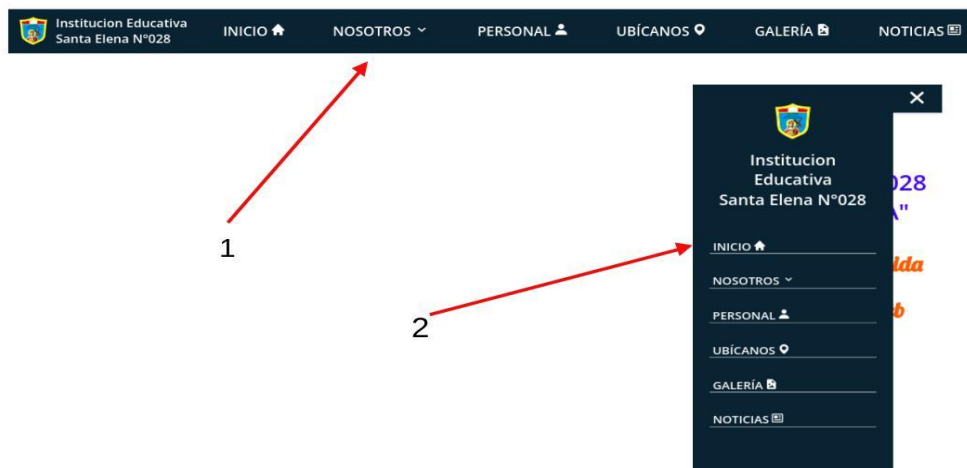 Institucion Educativa
Santa Elena N°028
INICIO
NOSOTROS
PERSONAL
UBÍCANOS
GALERÍA
NOTICIAS
1
Institucion
Educativa
Santa Elena N°028
028
A"
INICIO
ida
NOSOTROS
PERSONAL
b
2
UBÍCANOS
GALERÍA
NOTICIAS